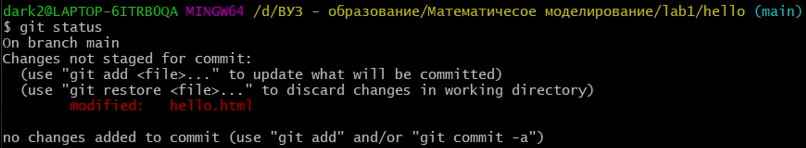 dark2@LAPTOP-6ITRB0QA MINGW64 /d/ВУЗ - образование/Математичесое моделирование/lab1/hello (main)
$ git status
On branch main
Changes not staged for commit:
  (use "git add <file>..." to update what will be committed)
  (use "git restore <file>..." to discard changes in working directory)
        modified:   hello.html

no changes added to commit (use "git add" and/or "git commit -a")